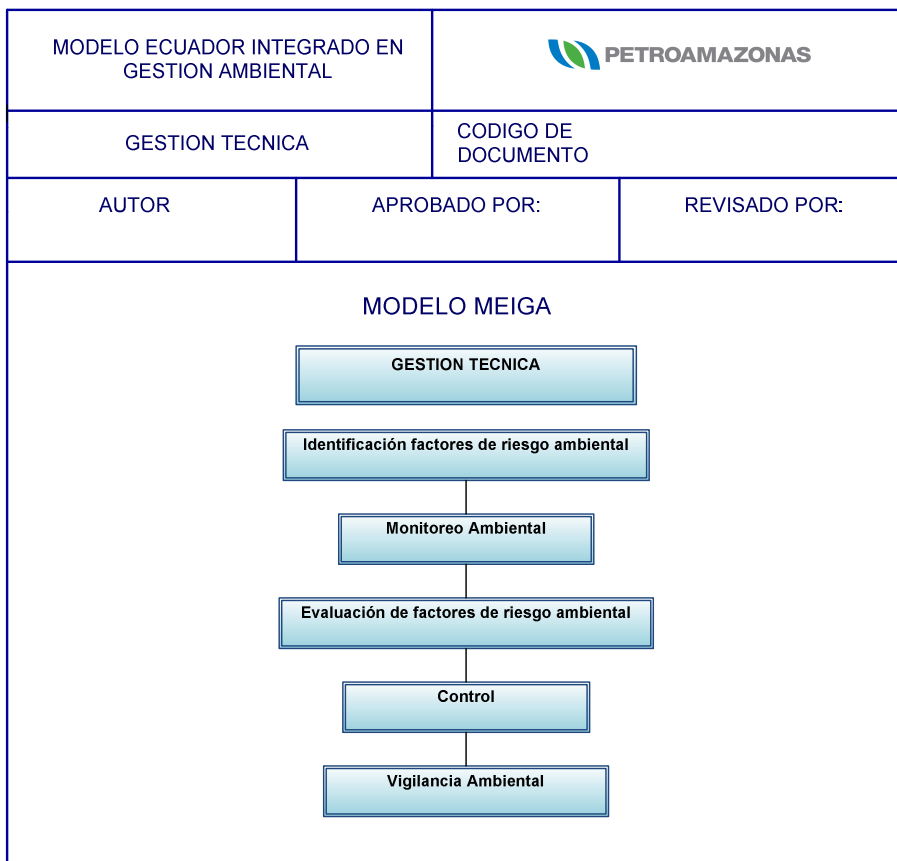 MODELO ECUADOR INTEGRADO EN
GESTION AMBIENTAL
PETROAMAZONAS
GESTION TECNICA
CODIGO DE
DOCUMENTO
AUTOR
APROBADO POR:
REVISADO POR:
MODELO MEIGA
GESTION TECNICA
Identificación factores de riesgo ambiental
Monitoreo Ambiental
Evaluación de factores de riesgo ambiental
Control
Vigilancia Ambiental